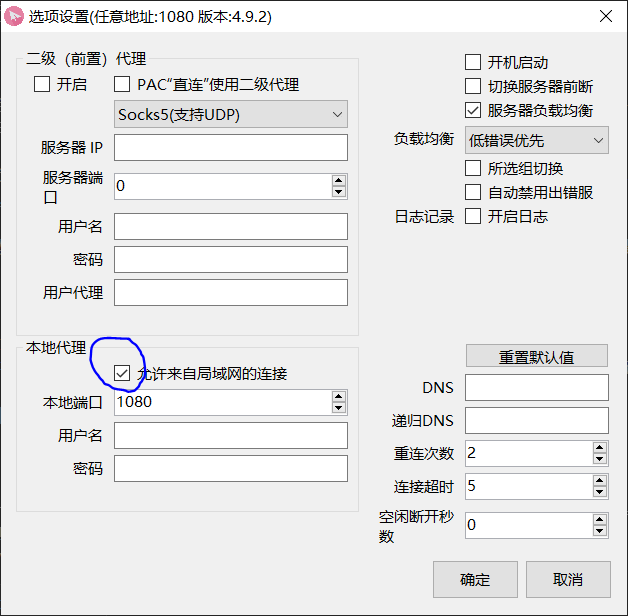 选项设置(任意地址:1080 版本:4.9.2)
二级（前置）代理
开启
PAC“直连”使用二级代理
Socks5(支持UDP)
服务器 IP
服务器端
口
0
用户名
密码
用户代理
本地代理
允许来自局域网的连接
本地端口
1080
用户名
密码
开机启动
切换服务器前断
服务器负载均衡
负载均衡
低错误优先
所选组切换
自动禁用出错服
日志记录
开启日志
重置默认值
DNS
递归DNS
重连次数
2
连接超时
5
空闲断开秒
数
0
确定
取消